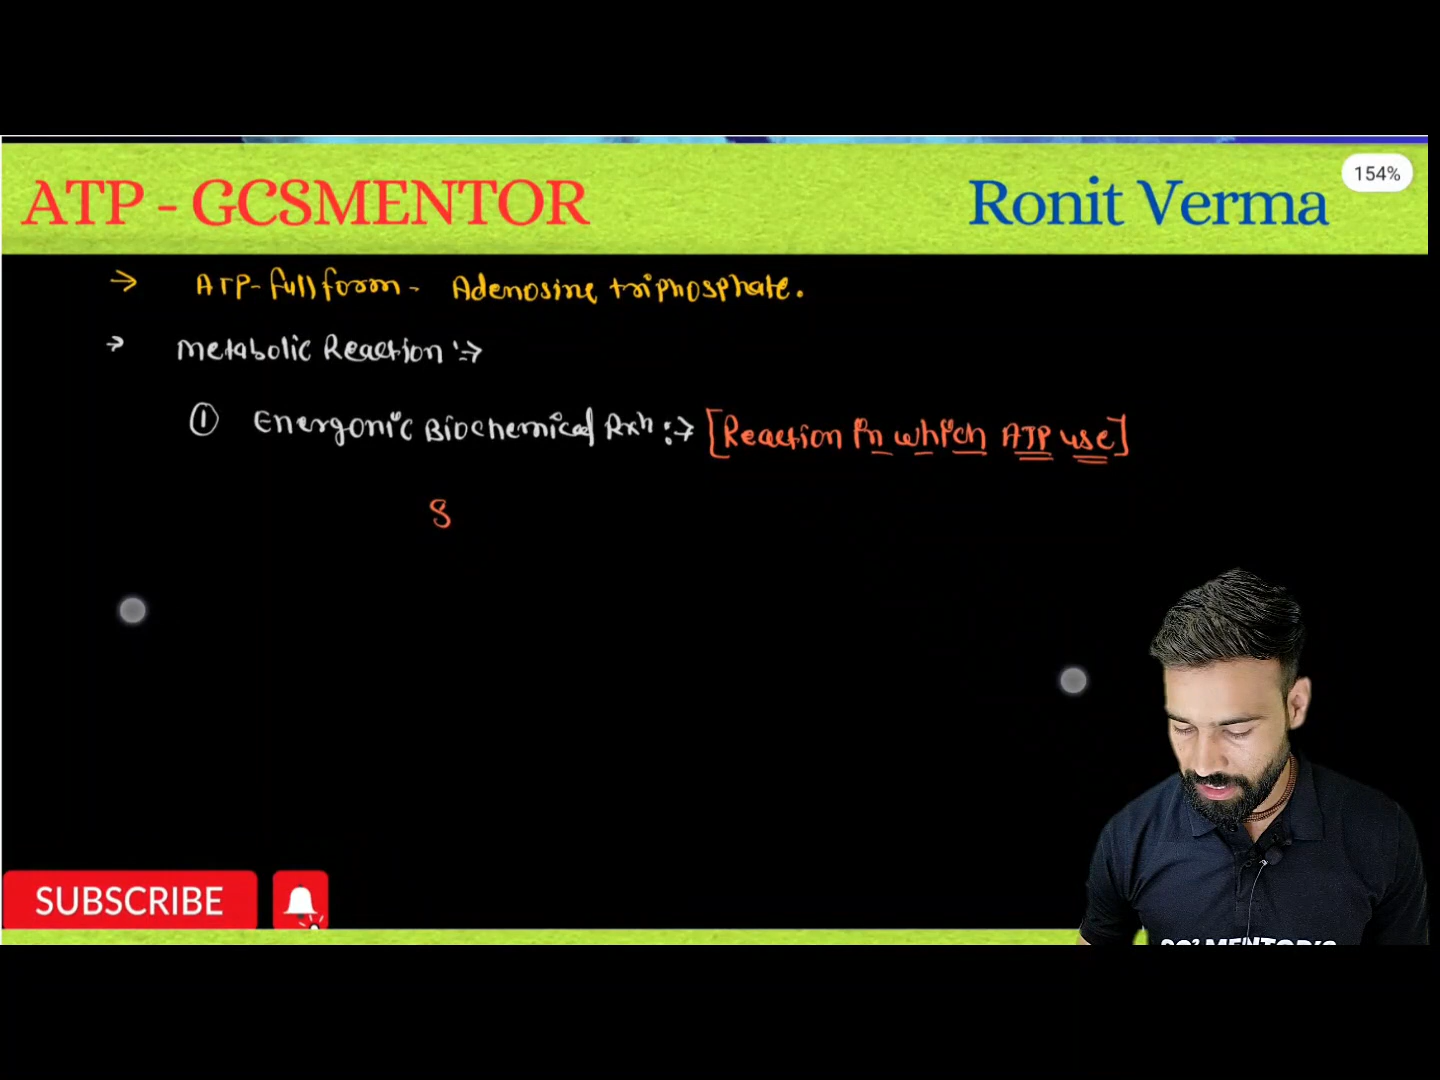 ATP - GCSMENTOR
Ronit Verma
154%
→ ATP- full form - Adenosine triphosphate.
→ Metabolic Reaction :→
① Energonic Biochemical Rxn :→ [Reaction in which ATP use]
S
SUBSCRIBE